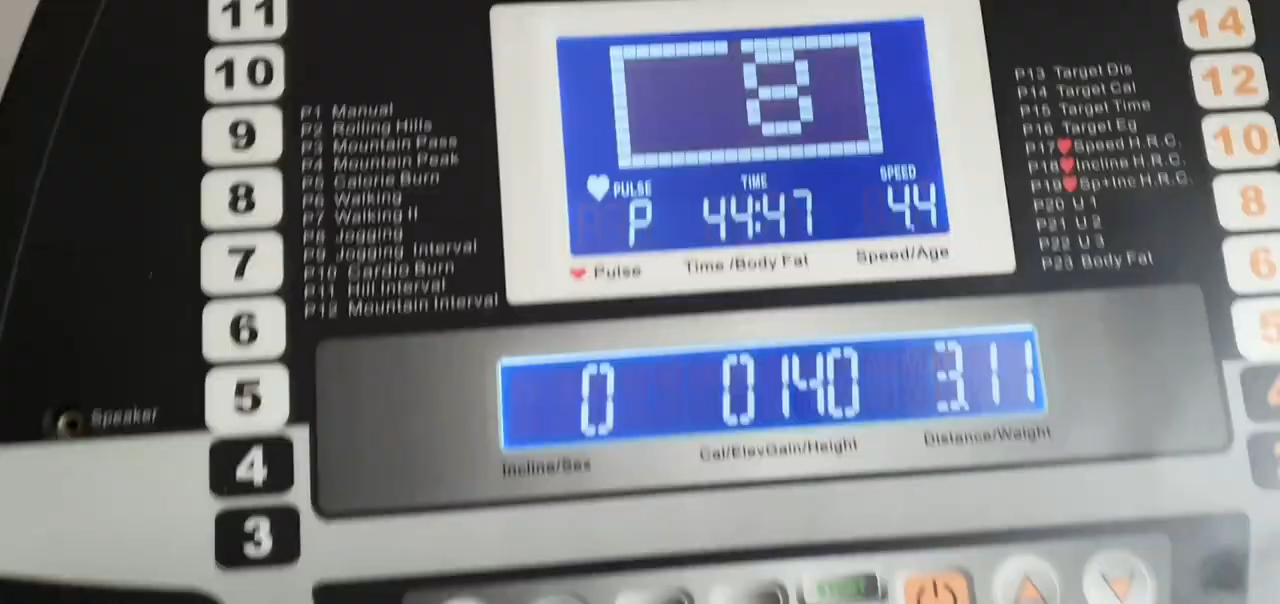 11
10
9
8
7
6
5
4
3
P1 Manual
P2 Rolling Hills
P3 Mountain Pass
P4 Mountain Peak
P5 Calorie Burn
P6 Walking
P7 Walking II
P8 Jogging
P9 Jogging Interval
P10 Cardio Burn
P11 Hill Interval
P12 Mountain Interval
8
PULSE TIME SPEED
P 44:47 4.4
Pulse Time/Body Fat Speed/Age
P13 Target Dis
P14 Target Cal
P15 Target Time
P16 Target Eg
P17 Speed H.R.C.
P18 Incline H.R.C.
P19 Sp+Inc H.R.C.
P20 U 1
P21 U 2
P22 U 3
P23 Body Fat
14
12
10
8
6
5
0 0140 3.11
Incline/Sex Cal/ElevGain/Height Distance/Weight
Speaker
START